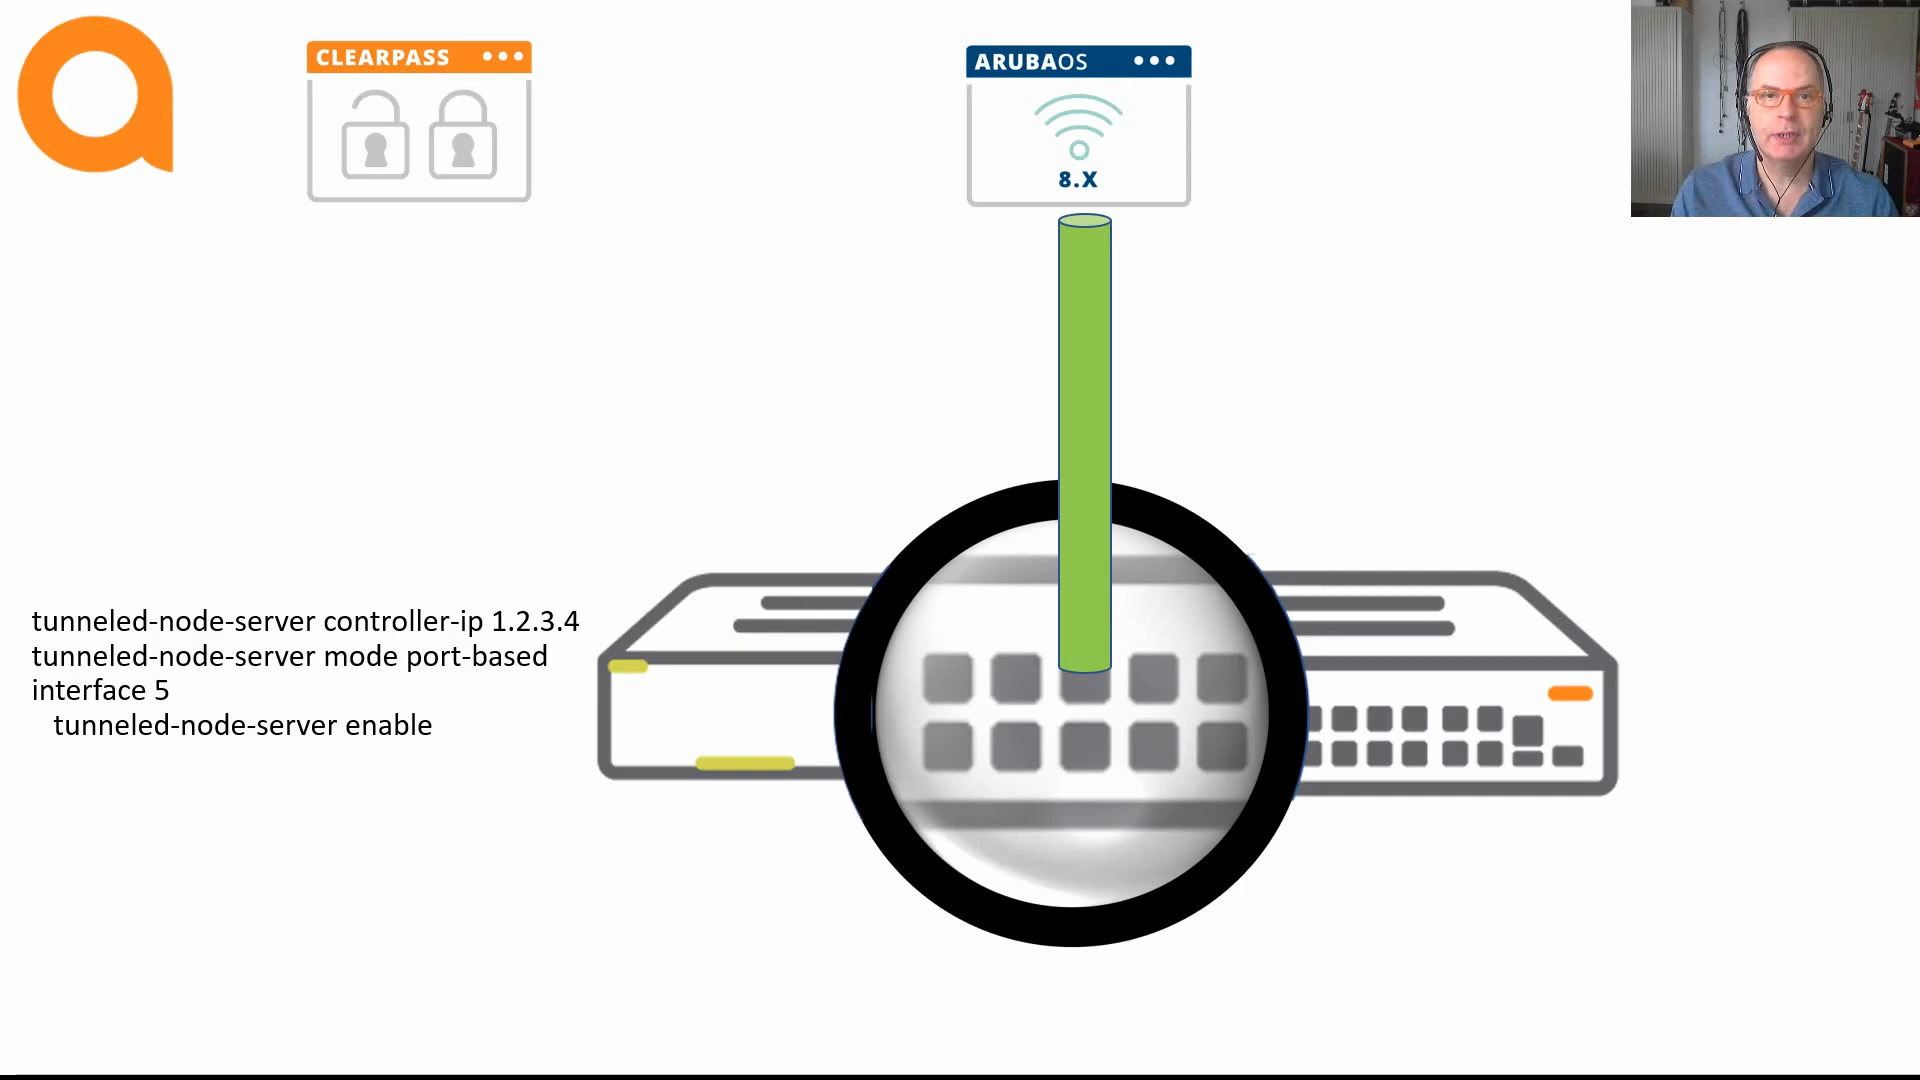 CLEARPASS
ARUBAOS
8.X
tunneled-node-server controller-ip 1.2.3.4
tunneled-node-server mode port-based
interface 5
tunneled-node-server enable